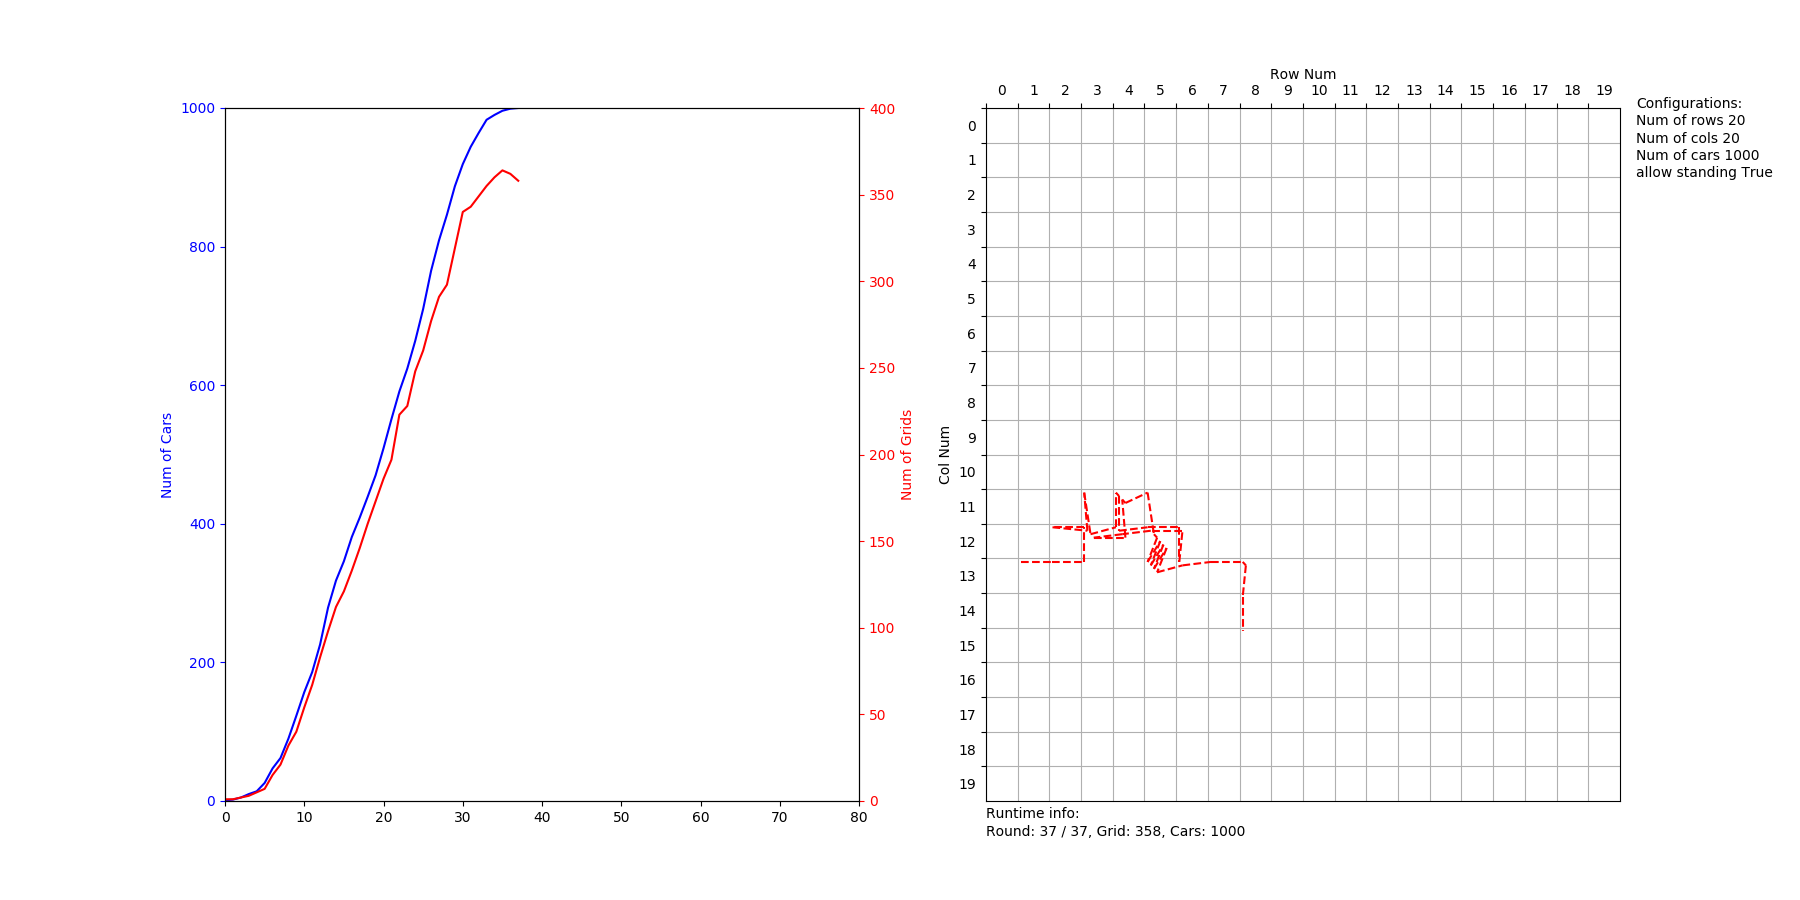 Num of Cars
1000
800
600
400
200
0
0 10 20 30 40 50 60 70 80
400
350
300
250
200
150
100
50
0
Num of Grids
Row Num
0 1 2 3 4 5 6 7 8 9 10 11 12 13 14 15 16 17 18 19
Col Num
0
1
2
3
4
5
6
7
8
9
10
11
12
13
14
15
16
17
18
19
Configurations:
Num of rows 20
Num of cols 20
Num of cars 1000
allow standing True
Runtime info:
Round: 37 / 37, Grid: 358, Cars: 1000